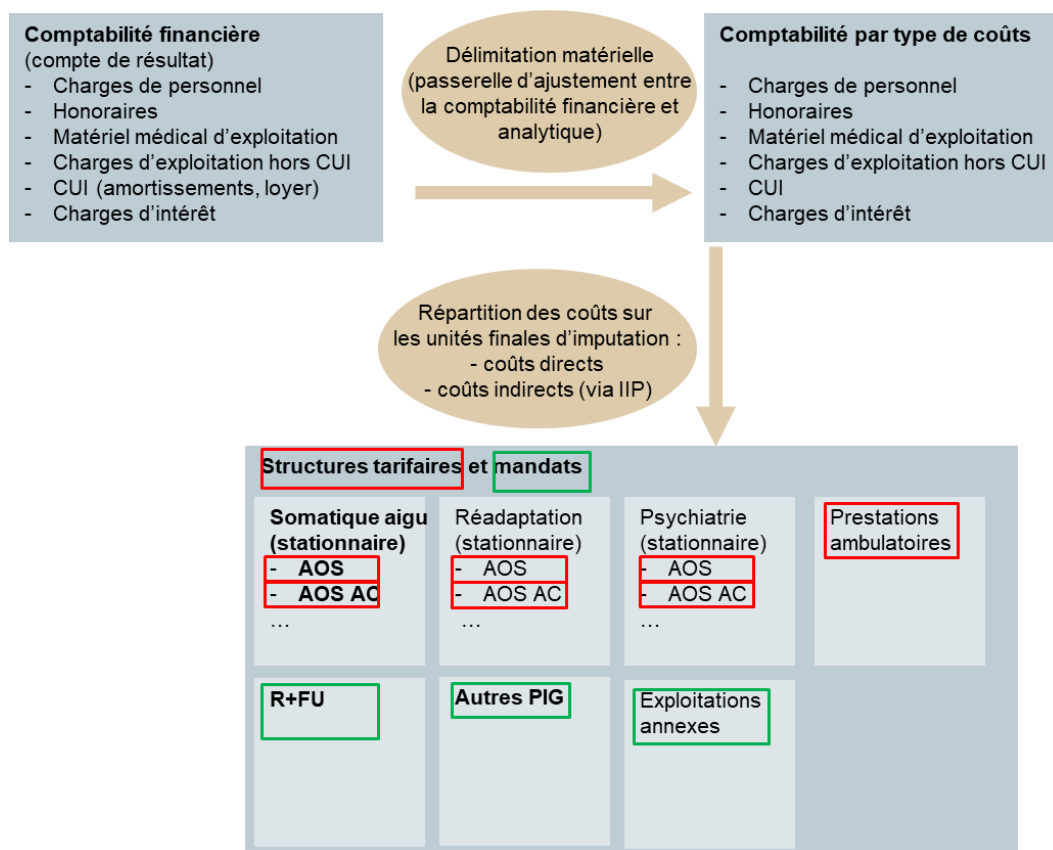 Comptabilité financière
(compte de résultat)
- Charges de personnel
- Honoraires
- Matériel médical d’exploitation
- Charges d’exploitation hors CUI
- CUI (amortissements, loyer)
- Charges d’intérêt
Délimitation matérielle
(passerelle d’ajustement entre
la comptabilité financière et
analytique)
Comptabilité par type de coûts
- Charges de personnel
- Honoraires
- Matériel médical d’exploitation
- Charges d’exploitation hors CUI
- CUI
- Charges d’intérêt
Répartition des coûts sur
les unités finales d’imputation :
- coûts directs
- coûts indirects (via IIP)
Structures tarifaires et mandats
Somatique aigu
(stationnaire)
- AOS
- AOS AC
…
Réadaptation
(stationnaire)
- AOS
- AOS AC
…
Psychiatrie
(stationnaire)
- AOS
- AOS AC
…
Prestations
ambulatoires
R+FU
Autres PIG
Exploitations
annexes